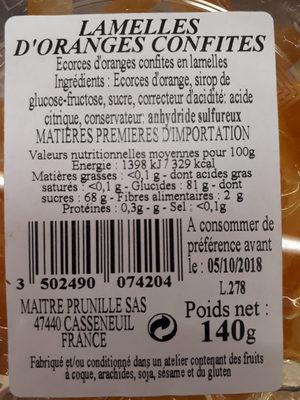 LAMELLES
D'ORANGES CONFITES
Ecorces d'oranges confites en lamelles
Ingrédients : Ecorces d'orange, sirop de
glucose-fructose, sucre, correcteur d'acidité: acide
citrique, conservateur: anhydride sulfureux
MATIÈRES PREMIERES D'IMPORTATION
Valeurs nutritionnelles moyennes pour 100g
Energie : 1398 kJ / 329 kcal
Matières grasses : <0,1 g - dont acides gras
saturés : <0,1 g - Glucides : 81 g - dont
sucres : 68 g - Fibres alimentaires : 2 g
Protéines : 0,3g - g - Sel : <0,1g
A consommer de
préférence avant
le : 05/10/2018
L.278
3 502490 074204
MAITRE PRUNILLE SAS
47440 CASSENEUIL
FRANCE
Poids net :
140g
Fabriqué et/ou conditionné dans un atelier contenant des fruits
à coque, arachides, soja, sésame et du gluten